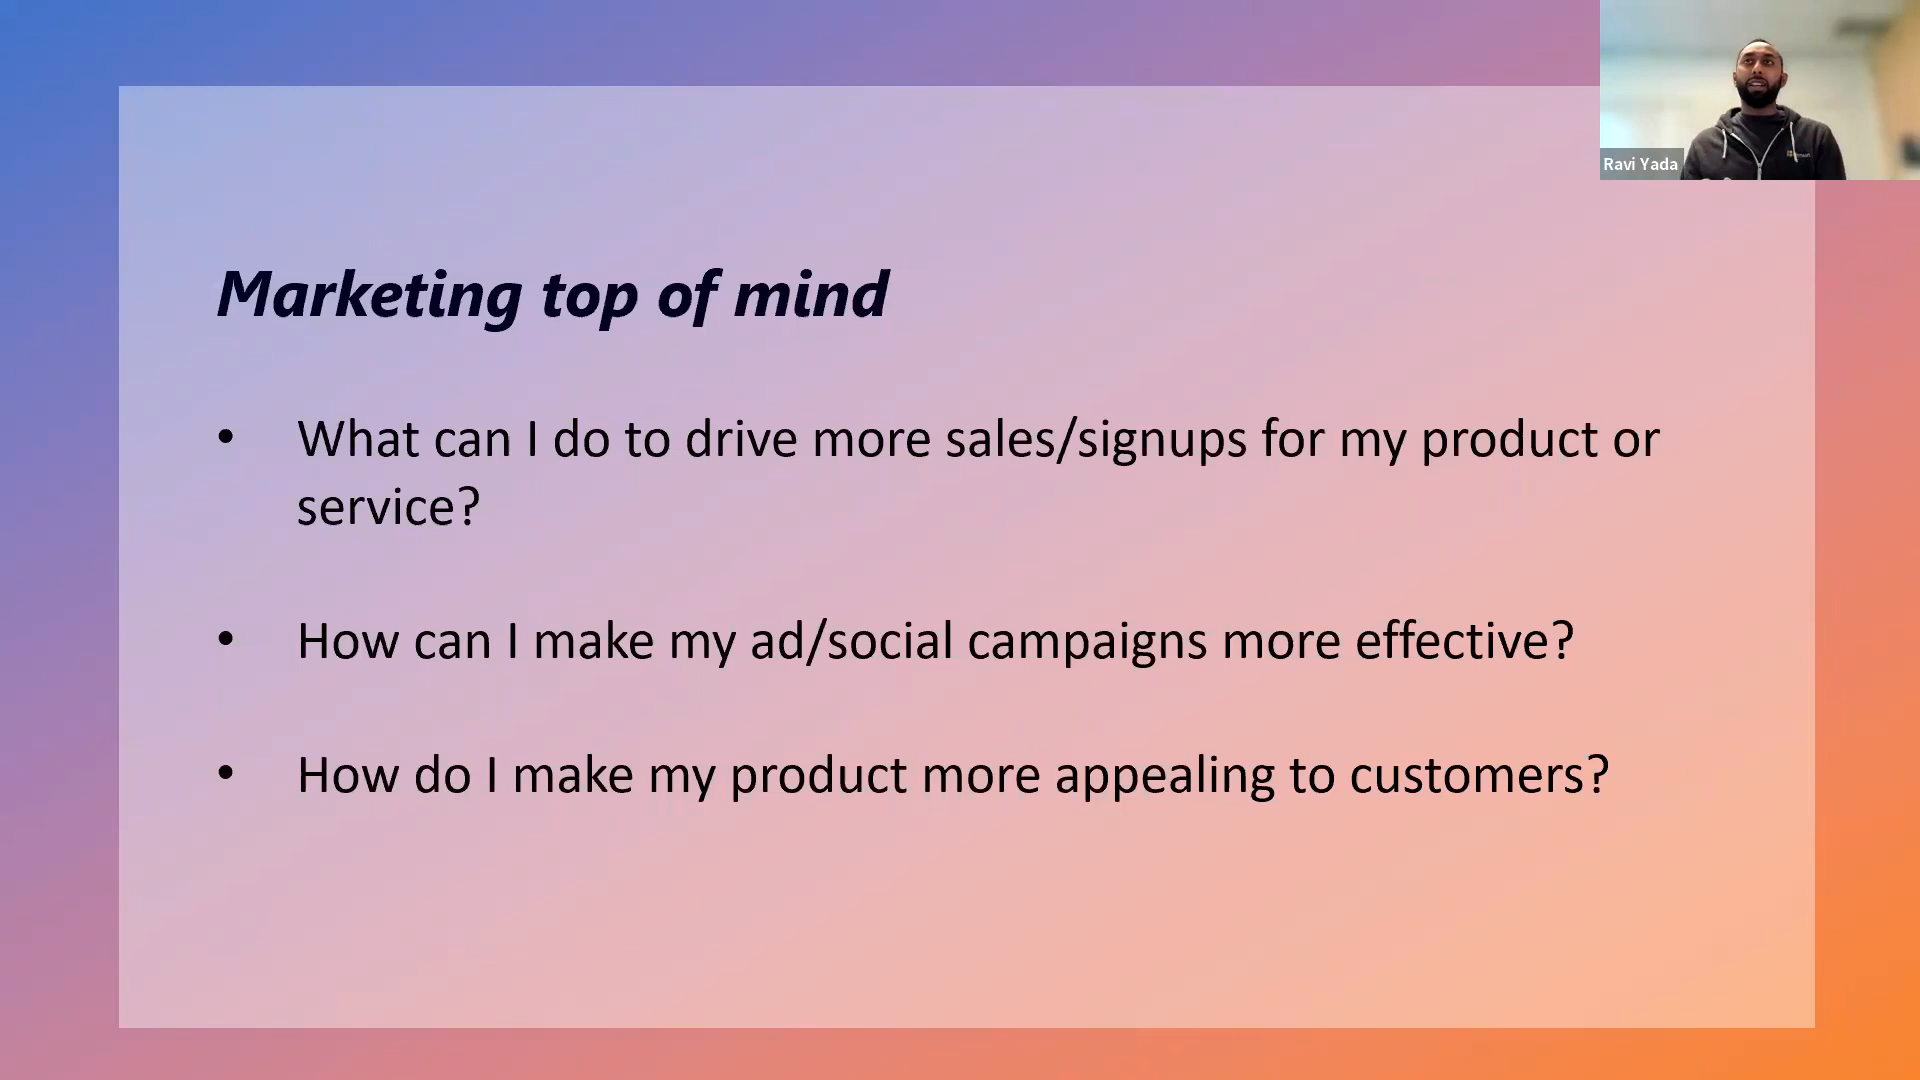 Ravi Yada
Marketing top of mind
• What can I do to drive more sales/signups for my product or
service?
• How can I make my ad/social campaigns more effective?
• How do I make my product more appealing to customers?